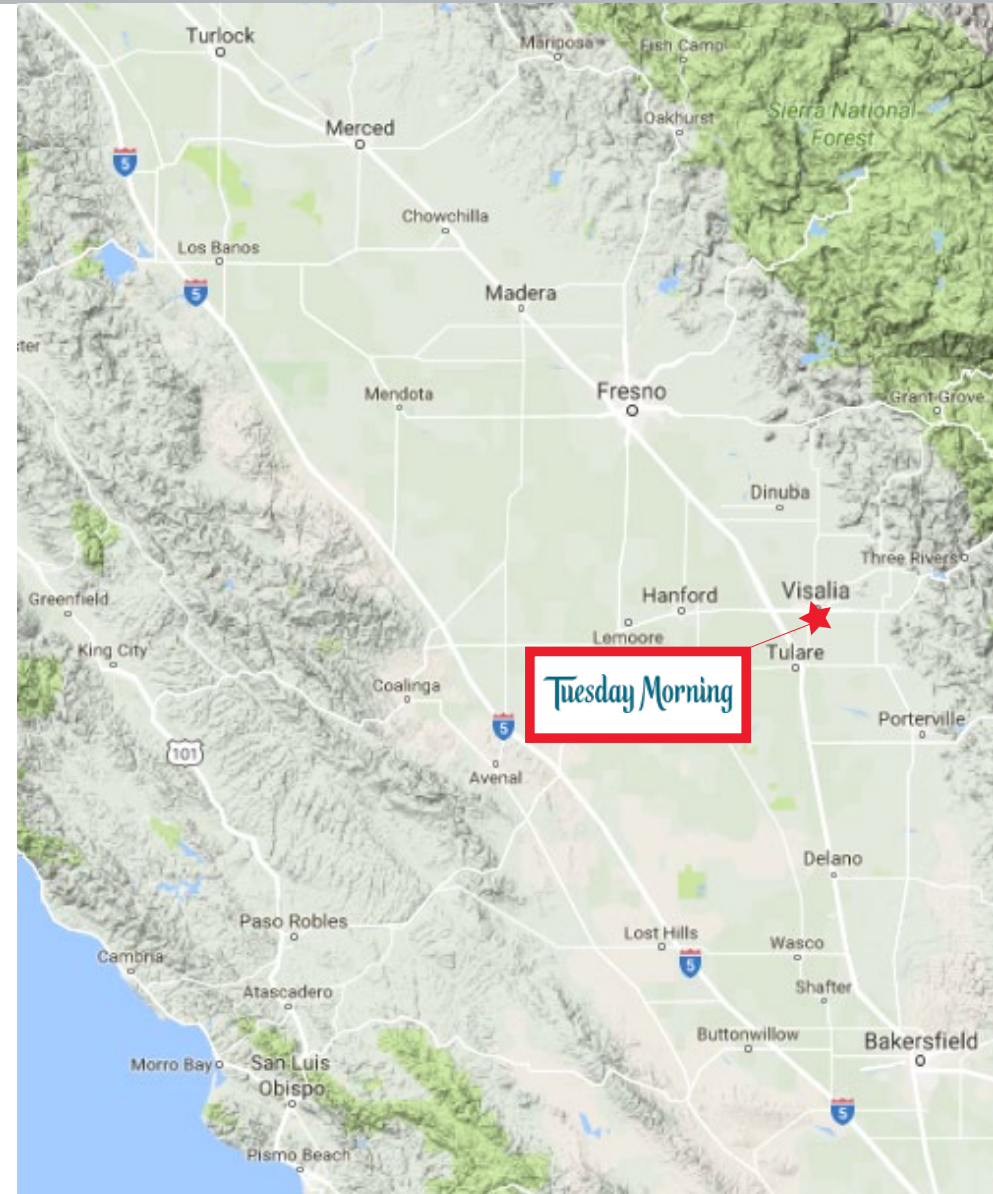 Turlock
Mariposa
Fish Camp
Sierra National
Forest
Oakhurst
Merced
5
Chowchilla
Los Banos
5
Madera
ster
Mendota
Fresno
Grant Grove
Dinuba
Three Rivers
Visalia
Hanford
Greenfield
Lemoore
King City
Tulare
Tuesday Morning
Coalinga
5
Porterville
101
Avenal
Delano
Paso Robles
Lost Hills
Wasco
Cambria
5
Atascadero
Shafter
Buttonwillow
Bakersfield
Morro Bay
San Luis
Obispo
5
Pismo Beach